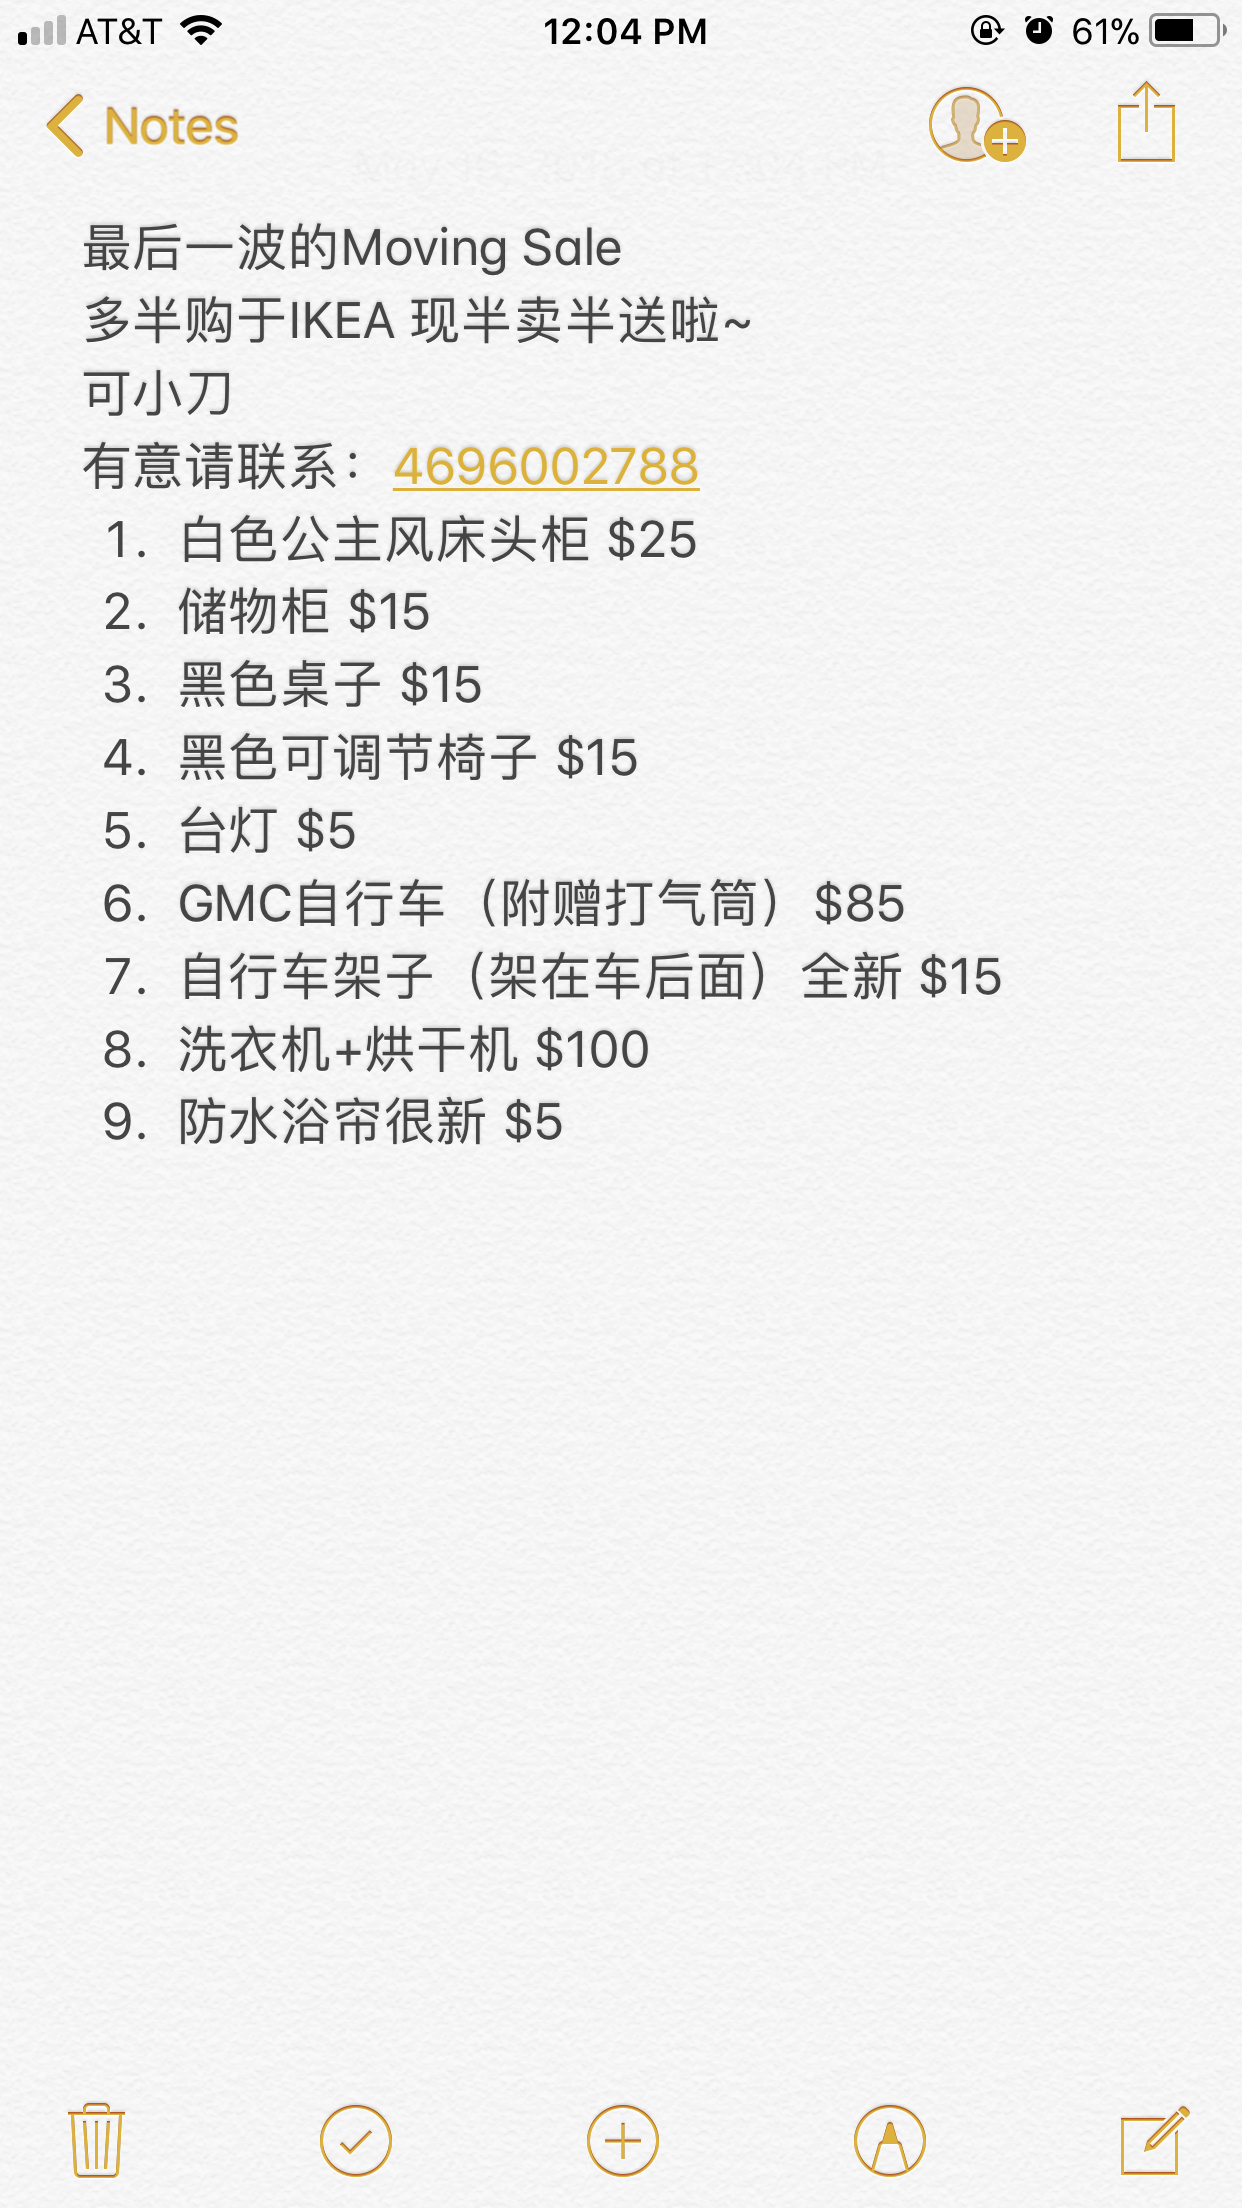 AT&T 12:04 PM 61%
Notes
最后一波的Moving Sale
多半购于IKEA 现半卖半送啦~
可小刀
有意请联系：4696002788
1. 白色公主风床头柜 $25
2. 储物柜 $15
3. 黑色桌子 $15
4. 黑色可调节椅子 $15
5. 台灯 $5
6. GMC自行车（附赠打气筒）$85
7. 自行车架子（架在车后面）全新 $15
8. 洗衣机+烘干机 $100
9. 防水浴帘很新 $5